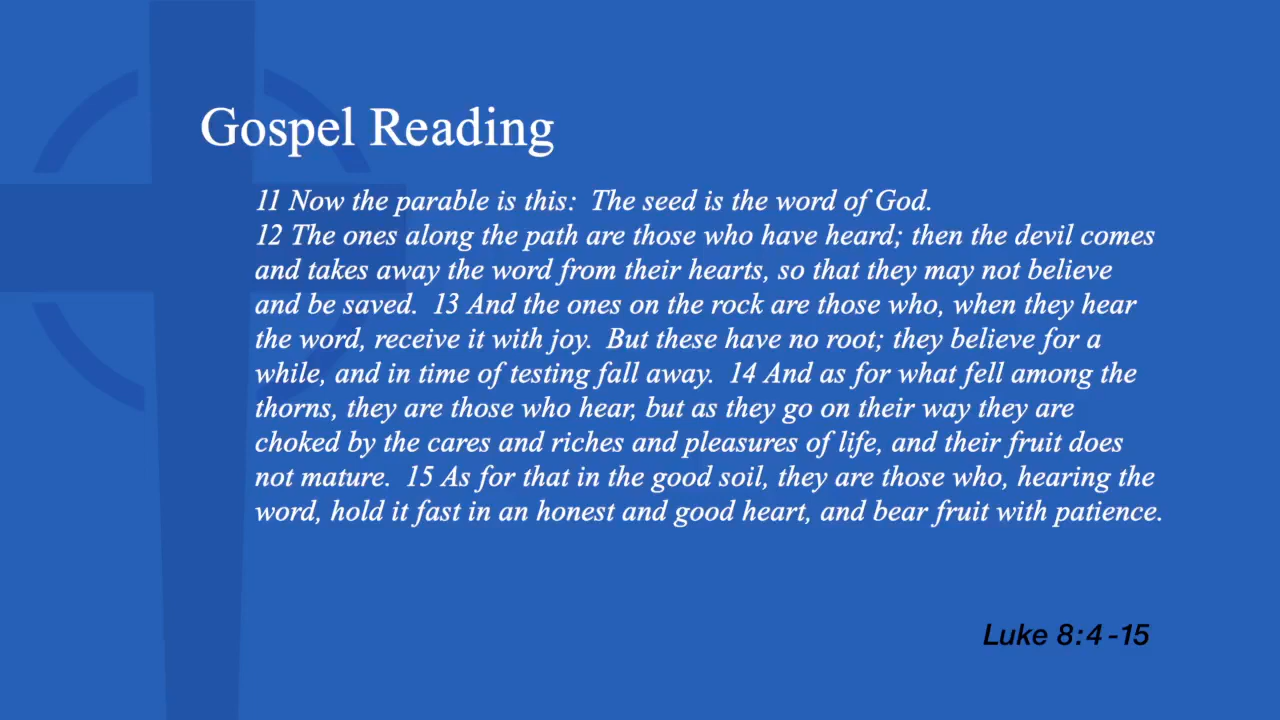 Gospel Reading
11 Now the parable is this:  The seed is the word of God.
12 The ones along the path are those who have heard; then the devil comes
and takes away the word from their hearts, so that they may not believe
and be saved.  13 And the ones on the rock are those who, when they hear
the word, receive it with joy.  But these have no root; they believe for a
while, and in time of testing fall away.  14 And as for what fell among the
thorns, they are those who hear, but as they go on their way they are
choked by the cares and riches and pleasures of life, and their fruit does
not mature.  15 As for that in the good soil, they are those who, hearing the
word, hold it fast in an honest and good heart, and bear fruit with patience.
Luke 8:4-15